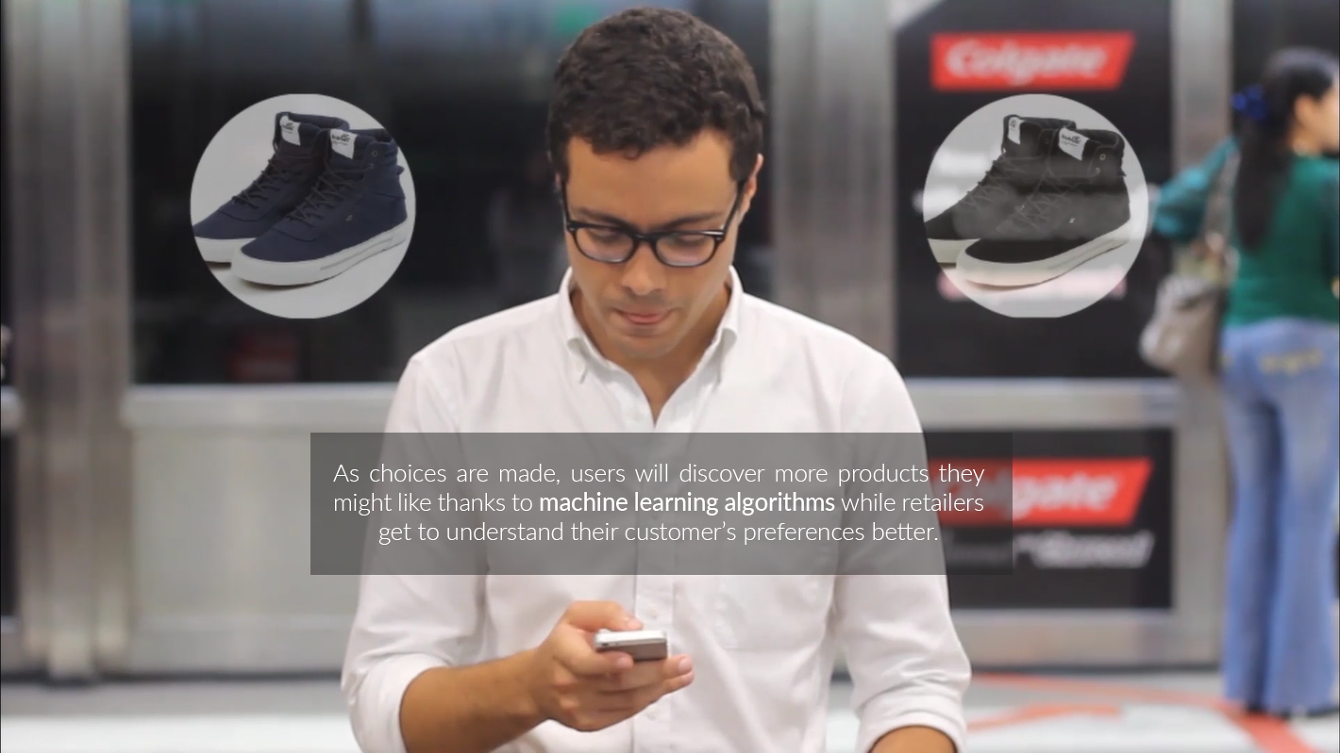 Colgate
As choices are made, users will discover more products they
might like thanks to machine learning algorithms while retailers
get to understand their customer’s preferences better.
Colgate